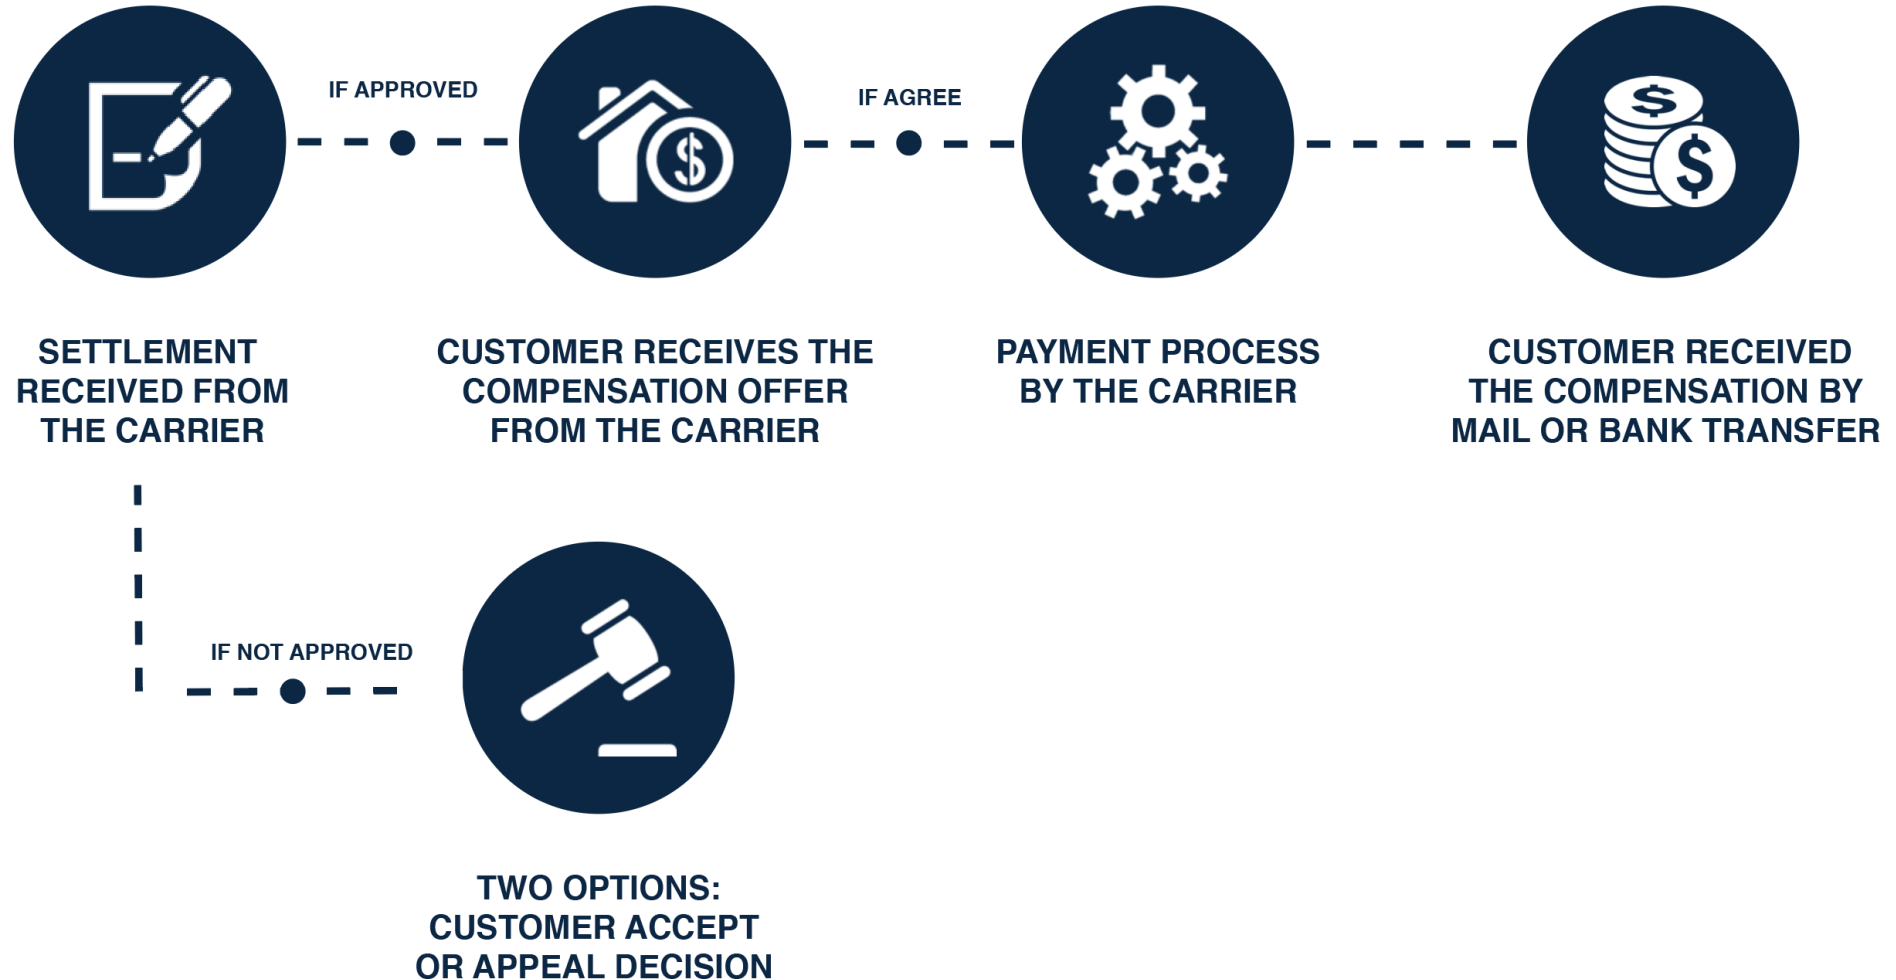 IF APPROVED
IF AGREE
SETTLEMENT
RECEIVED FROM
THE CARRIER
CUSTOMER RECEIVES THE
COMPENSATION OFFER
FROM THE CARRIER
PAYMENT PROCESS
BY THE CARRIER
CUSTOMER RECEIVED
THE COMPENSATION BY
MAIL OR BANK TRANSFER
IF NOT APPROVED
TWO OPTIONS:
CUSTOMER ACCEPT
OR APPEAL DECISION